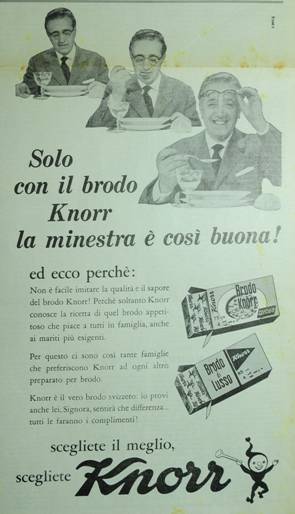 Solo
con il brodo
Knorr
la minestra è così buona!
ed ecco perchè:
Non è facile imitare la qualità e il sapore
del brodo Knorr! Perchè soltanto Knorr
conosce la ricetta di quel brodo appeti-
toso che piace a tutti in famiglia, anche
ai mariti più esigenti.
Per questo ci sono così tante famiglie
che preferiscono Knorr ad ogni altro
preparato per brodo.
Knorr è il vero brodo svizzero: lo provi
anche lei, Signora, sentirà che differenza...
tutti le faranno i complimenti!
Brodo
Knorr
Knorr
Brodo
di
Lusso
Knorr
scegliete il meglio,
scegliete Knorr